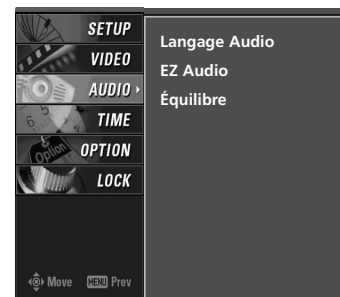 SETUP
VIDEO
AUDIO
TIME
OPTION
LOCK
Langage Audio
EZ Audio
Équilibre
Move MENU Prev